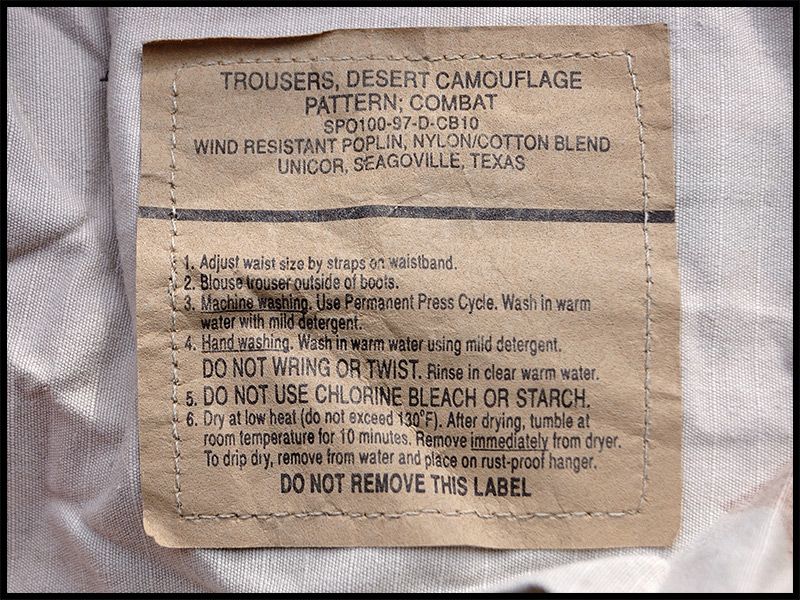 TROUSERS, DESERT CAMOUFLAGE
PATTERN; COMBAT
SPO100-97-D-CB10
WIND RESISTANT POPLIN, NYLON/COTTON BLEND
UNICOR, SEAGOVILLE, TEXAS
1. Adjust waist size by straps on waistband.
2. Blouse trouser outside of boots.
3. Machine washing. Use Permanent Press Cycle. Wash in warm
water with mild detergent.
4. Hand washing. Wash in warm water using mild detergent.
DO NOT WRING OR TWIST. Rinse in clear warm water.
5. DO NOT USE CHLORINE BLEACH OR STARCH.
6. Dry at low heat (do not exceed 130°F). After drying, tumble at
room temperature for 10 minutes. Remove immediately from dryer.
To drip dry, remove from water and place on rust-proof hanger.
DO NOT REMOVE THIS LABEL